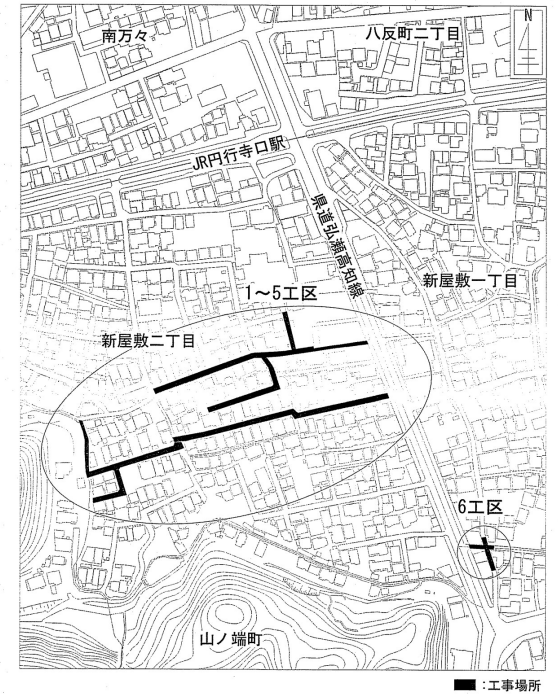 南万々
八反町二丁目
N
JR円行寺口駅
県道弘瀬高知線
新屋敷一丁目
1〜5工区
新屋敷二丁目
6工区
山ノ端町
:工事場所